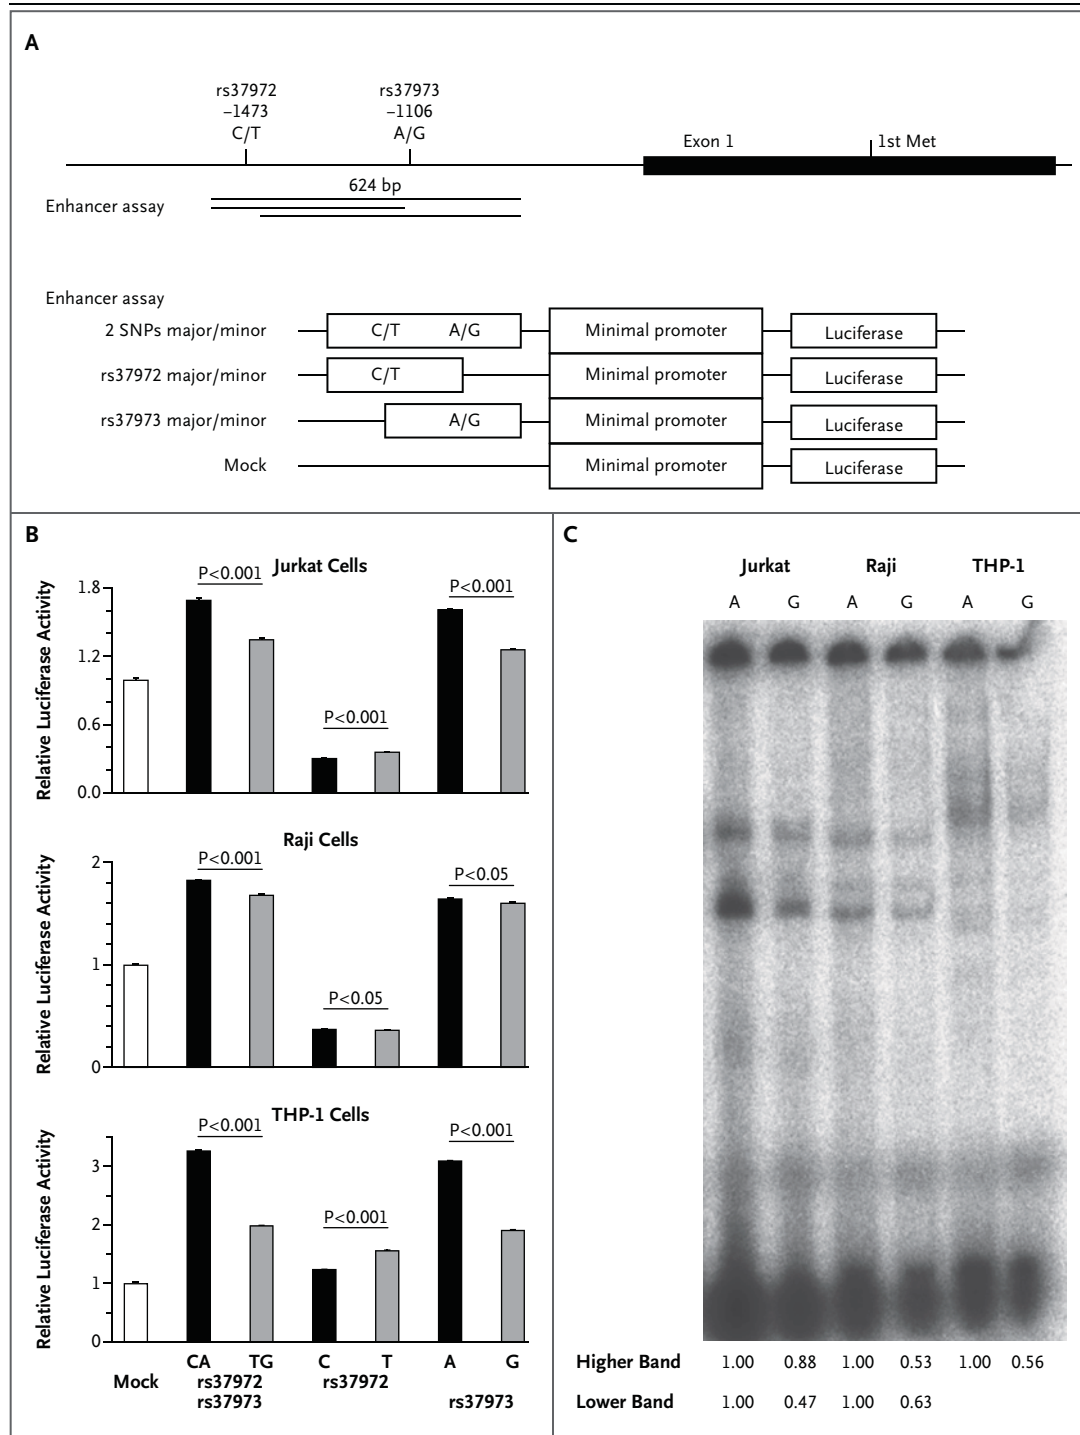 A
rs37972 rs37973
–1473 –1106
C/T A/G
Exon 1 1st Met
624 bp
Enhancer assay
Enhancer assay
2 SNPs major/minor C/T A/G Minimal promoter Luciferase
rs37972 major/minor C/T Minimal promoter Luciferase
rs37973 major/minor A/G Minimal promoter Luciferase
Mock Minimal promoter Luciferase
B
Jurkat Cells
Relative Luciferase Activity
1.8
1.2
0.6
0.0
P<0.001
P<0.001
P<0.001
Raji Cells
Relative Luciferase Activity
2
1
0
P<0.001
P<0.05
P<0.05
THP-1 Cells
Relative Luciferase Activity
3
2
1
0
P<0.001
P<0.001
P<0.001
CA TG C T A G
Mock rs37972 rs37972
rs37973 rs37973
C
Jurkat Raji THP-1
A G A G A G
Higher Band 1.00 0.88 1.00 0.53 1.00 0.56
Lower Band 1.00 0.47 1.00 0.63